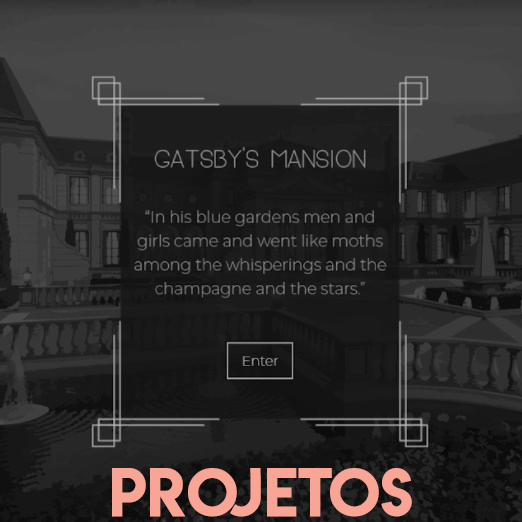 GATSBY'S MANSION
“In his blue gardens men and
girls came and went like moths
among the whisperings and the
champagne and the stars.”
Enter
PROJETOS